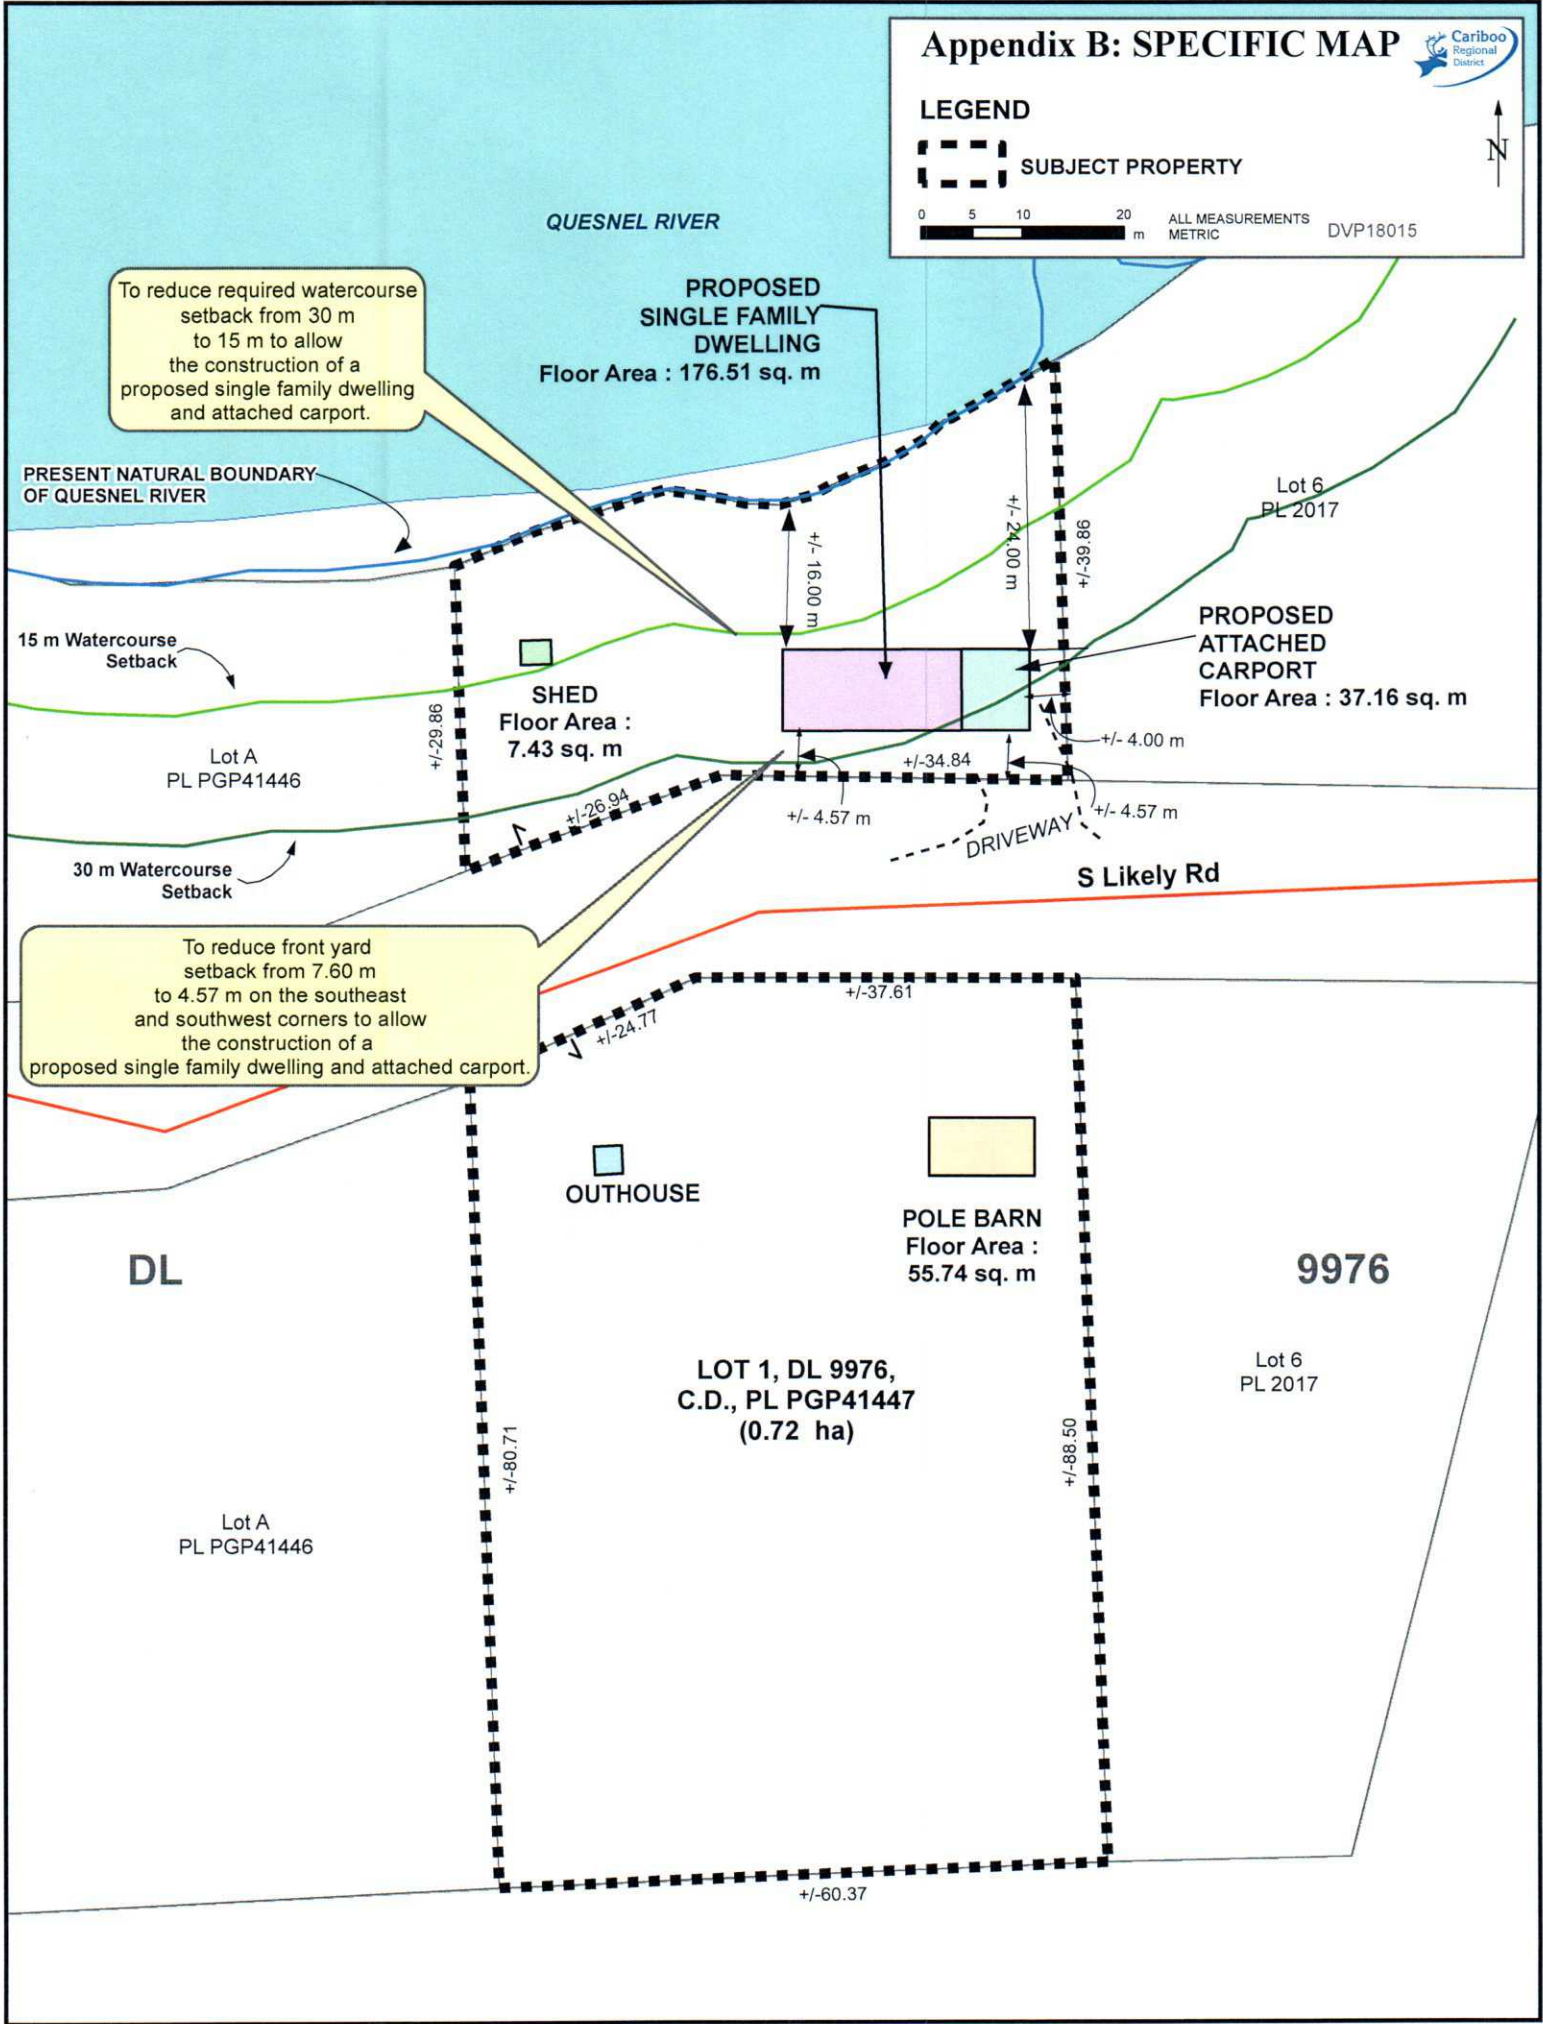 Appendix B: SPECIFIC MAP
Cariboo
Regional
District
LEGEND
SUBJECT PROPERTY
N
0 5 10 20
m
ALL MEASUREMENTS
METRIC
DVP18015
QUESNEL RIVER
To reduce required watercourse
setback from 30 m
to 15 m to allow
the construction of a
proposed single family dwelling
and attached carport.
PROPOSED
SINGLE FAMILY
DWELLING
Floor Area : 176.51 sq. m
PRESENT NATURAL BOUNDARY
OF QUESNEL RIVER
Lot 6
PL 2017
+/- 16.00 m
+/- 24.00 m
+/-39.86
15 m Watercourse
Setback
PROPOSED
ATTACHED
CARPORT
Floor Area : 37.16 sq. m
SHED
Floor Area :
7.43 sq. m
+/-29.86
Lot A
PL PGP41446
+/- 4.00 m
+/-34.84
+/-26.94
+/- 4.57 m
+/- 4.57 m
DRIVEWAY
30 m Watercourse
Setback
S Likely Rd
To reduce front yard
setback from 7.60 m
to 4.57 m on the southeast
and southwest corners to allow
the construction of a
proposed single family dwelling and attached carport.
+/-37.61
+/-24.77
OUTHOUSE
POLE BARN
Floor Area :
55.74 sq. m
DL
9976
LOT 1, DL 9976,
C.D., PL PGP41447
(0.72 ha)
Lot 6
PL 2017
+/-80.71
+/-88.50
Lot A
PL PGP41446
+/-60.37